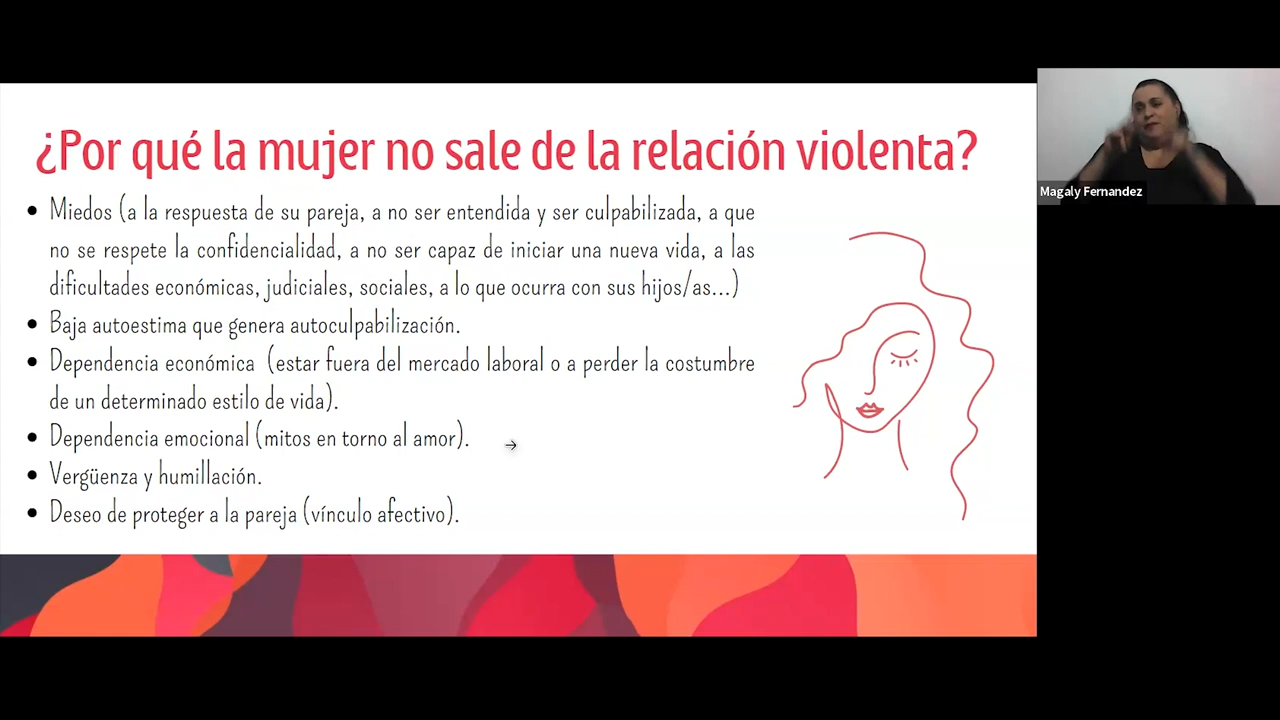 ¿Por qué la mujer no sale de la relación violenta?
• Miedos (a la respuesta de su pareja, a no ser entendida y ser culpabilizada, a que
no se respete la confidencialidad, a no ser capaz de iniciar una nueva vida, a las
dificultades económicas, judiciales, sociales, a lo que ocurra con sus hijos/as...)
• Baja autoestima que genera autoculpabilización.
• Dependencia económica (estar fuera del mercado laboral o a perder la costumbre
de un determinado estilo de vida).
• Dependencia emocional (mitos en torno al amor).
• Vergüenza y humillación.
• Deseo de proteger a la pareja (vínculo afectivo).
Magaly Fernandez